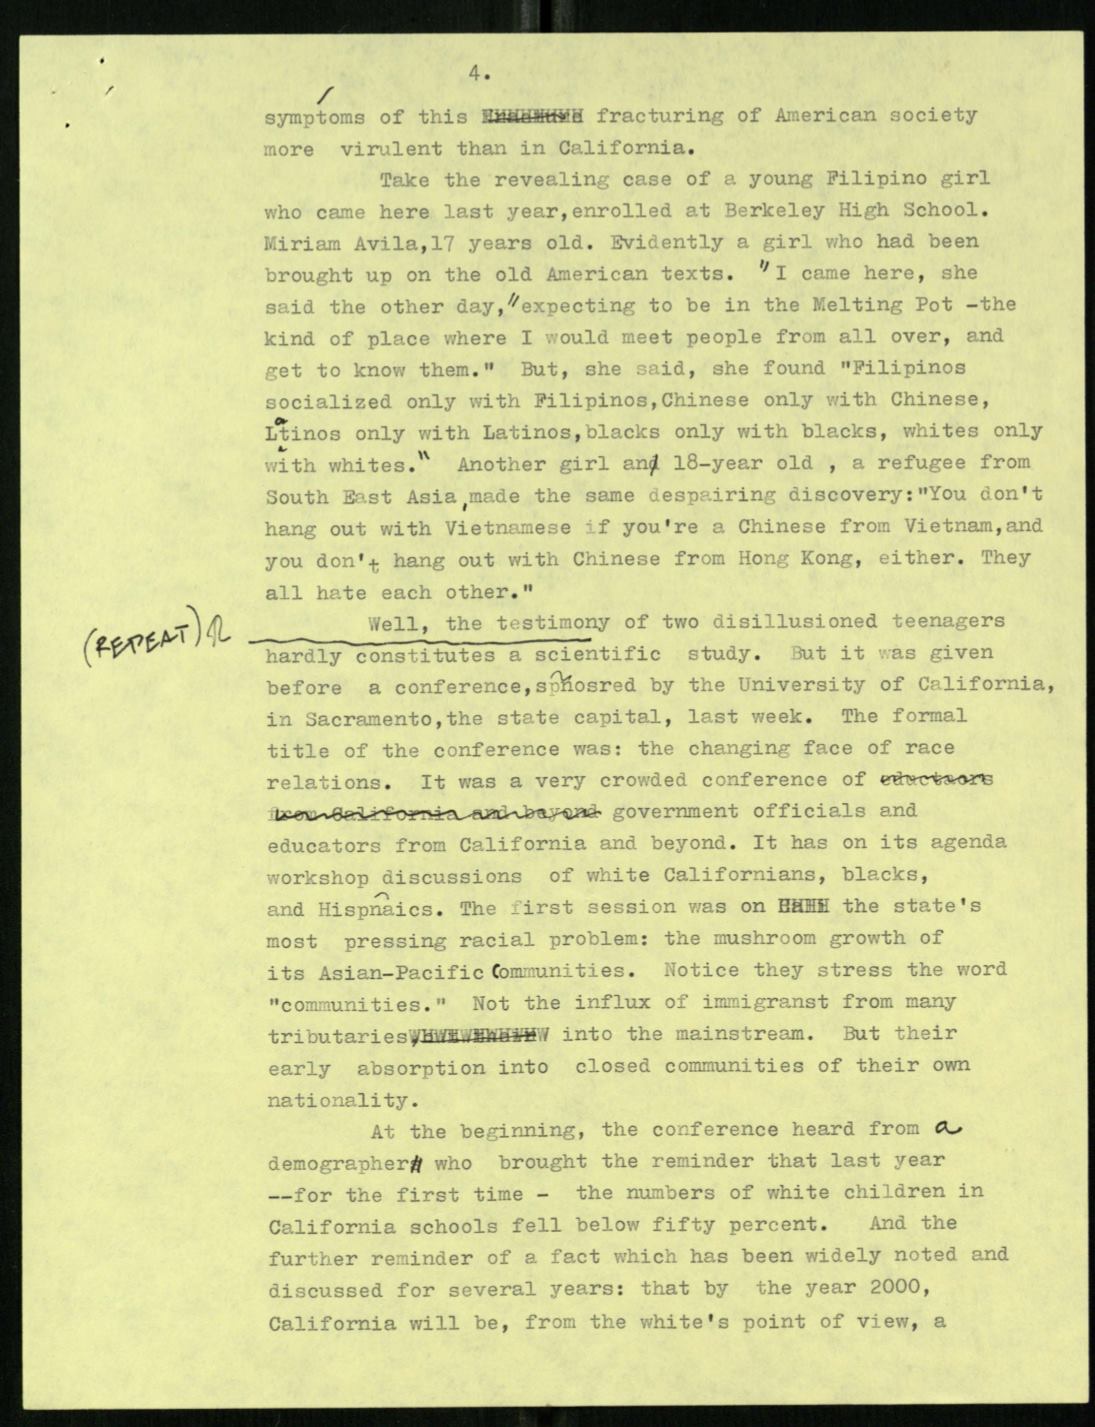 4.
symptoms of this fracturing of American society
more virulent than in California.
Take the revealing case of a young Filipino girl
who came here last year,enrolled at Berkeley High School.
Miriam Avila,17 years old. Evidently a girl who had been
brought up on the old American texts. "I came here, she
said the other day,"expecting to be in the Melting Pot -the
kind of place where I would meet people from all over, and
get to know them." But, she said, she found "Filipinos
socialized only with Filipinos,Chinese only with Chinese,
Latinos only with Latinos,blacks only with blacks, whites only
with whites." Another girl an 18-year old , a refugee from
South East Asia,made the same despairing discovery:"You don't
hang out with Vietnamese if you're a Chinese from Vietnam,and
you don't hang out with Chinese from Hong Kong, either. They
all hate each other."
(REPEAT)
Well, the testimony of two disillusioned teenagers
hardly constitutes a scientific study. But it was given
before a conference,sphosred by the University of California,
in Sacramento,the state capital, last week. The formal
title of the conference was: the changing face of race
relations. It was a very crowded conference of eductaors
from California and beyond government officials and
educators from California and beyond. It has on its agenda
workshop discussions of white Californians, blacks,
and Hispnaics. The first session was on the state's
most pressing racial problem: the mushroom growth of
its Asian-Pacific Communities. Notice they stress the word
"communities." Not the influx of immigranst from many
tributaries into the mainstream. But their
early absorption into closed communities of their own
nationality.
At the beginning, the conference heard from a
demographer who brought the reminder that last year
--for the first time - the numbers of white children in
California schools fell below fifty percent. And the
further reminder of a fact which has been widely noted and
discussed for several years: that by the year 2000,
California will be, from the white's point of view, a